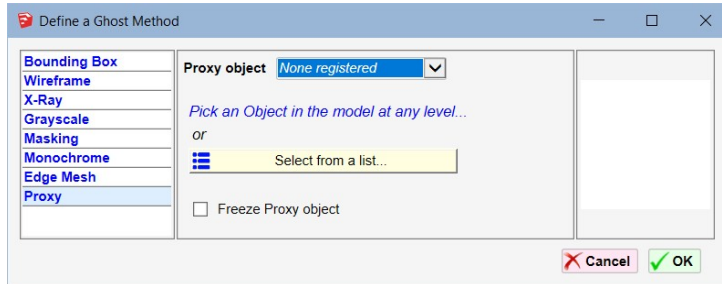 Define a Ghost Method
Bounding Box
Wireframe
X-Ray
Grayscale
Masking
Monochrome
Edge Mesh
Proxy
Proxy object None registered
Pick an Object in the model at any level...
or
Select from a list...
Freeze Proxy object
Cancel OK